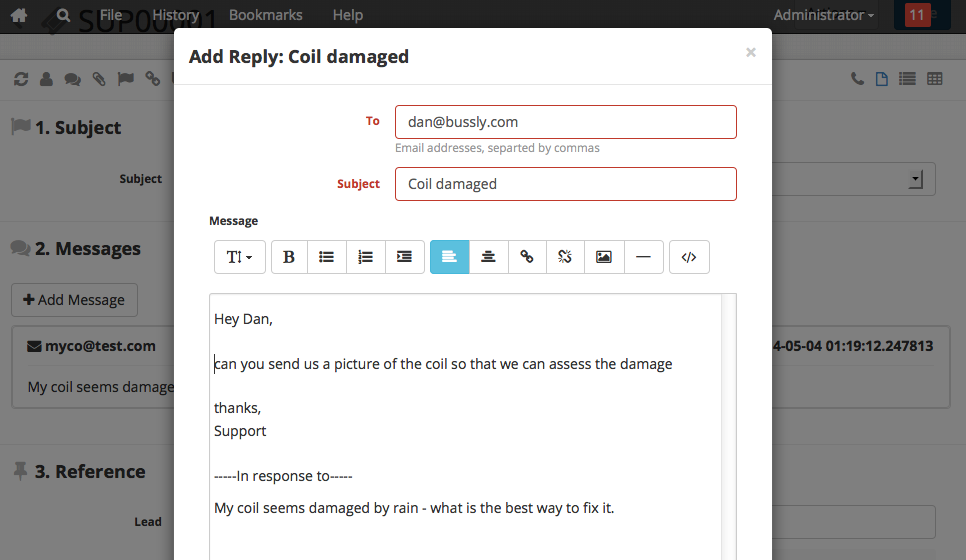 SUP00001
File History Bookmarks Help Administrator 11
Add Reply: Coil damaged ×
To dan@bussly.com
Email addresses, separted by commas
Subject Coil damaged
Message
T B </>
Hey Dan,
can you send us a picture of the coil so that we can assess the damage
thanks,
Support
-----In response to-----
My coil seems damaged by rain - what is the best way to fix it.
1. Subject
Subject
2. Messages
Add Message
myco@test.com 4-05-04 01:19:12.247813
My coil seems damage
3. Reference
Lead